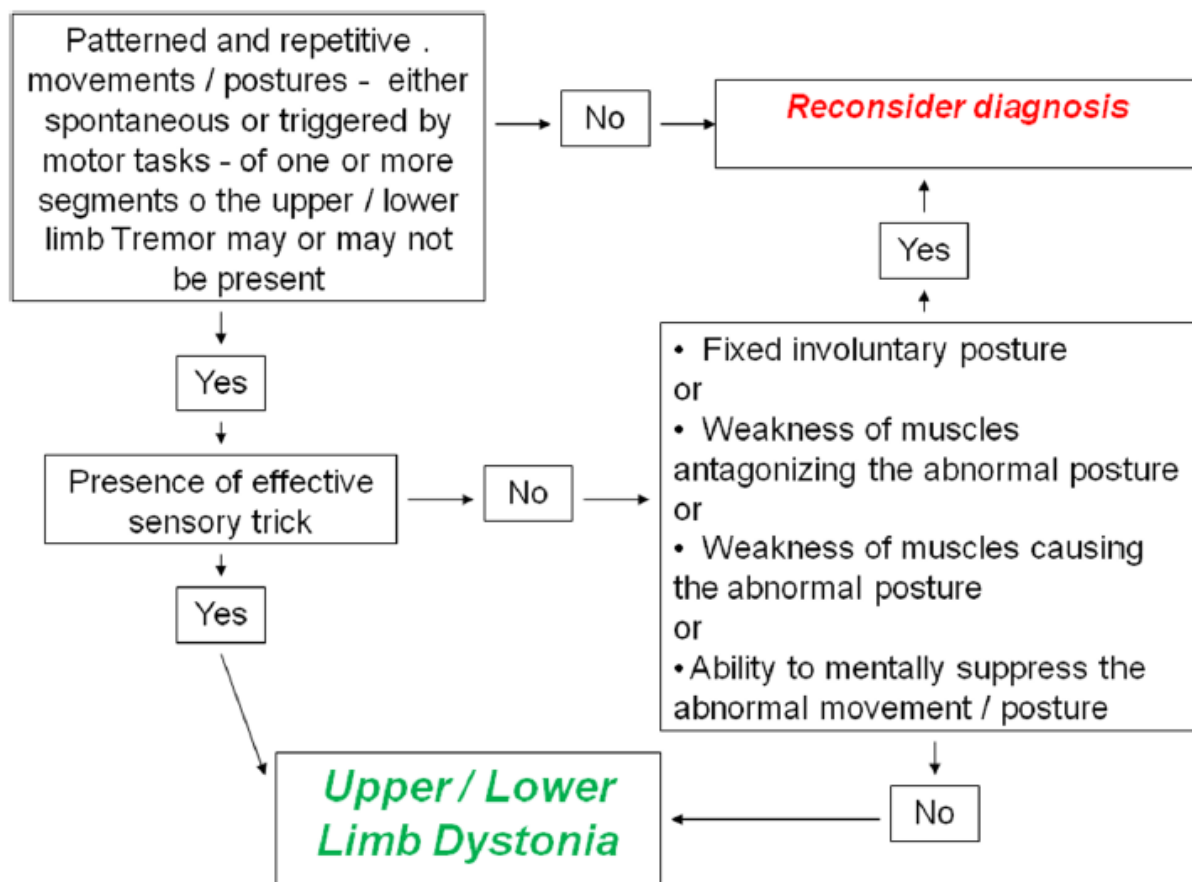 Patterned and repetitive .
movements / postures - either
spontaneous or triggered by
motor tasks - of one or more
segments o the upper / lower
limb Tremor may or may not
be present
No
Reconsider diagnosis
Yes
Yes
• Fixed involuntary posture
or
• Weakness of muscles
antagonizing the abnormal posture
or
• Weakness of muscles causing
the abnormal posture
or
• Ability to mentally suppress the
abnormal movement / posture
Presence of effective
sensory trick
No
Yes
No
Upper / Lower
Limb Dystonia